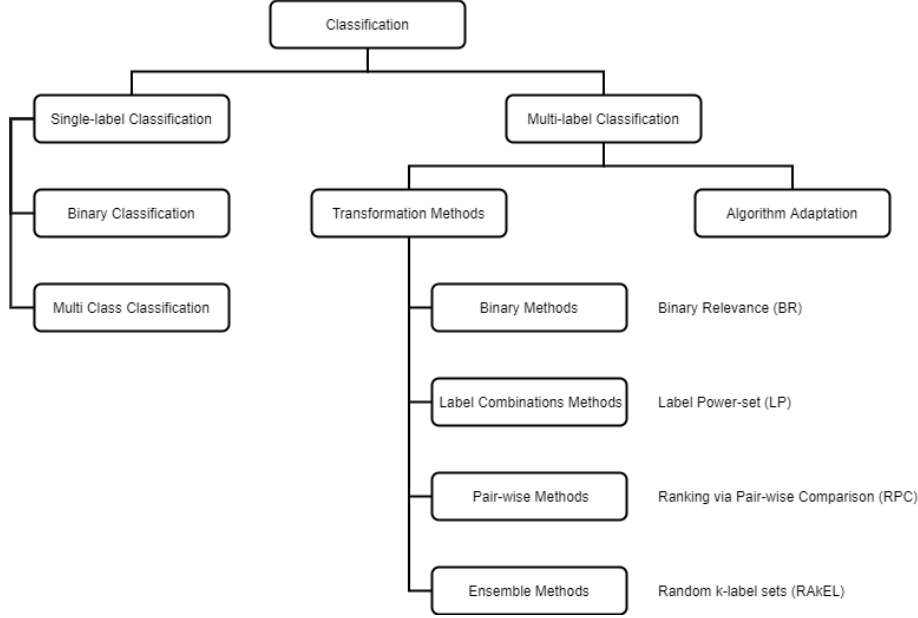 Classification
Single-label Classification
Multi-label Classification
Binary Classification
Transformation Methods
Algorithm Adaptation
Multi Class Classification
Binary Methods
Binary Relevance (BR)
Label Combinations Methods
Label Power-set (LP)
Pair-wise Methods
Ranking via Pair-wise Comparison (RPC)
Ensemble Methods
Random k-label sets (RAkEL)